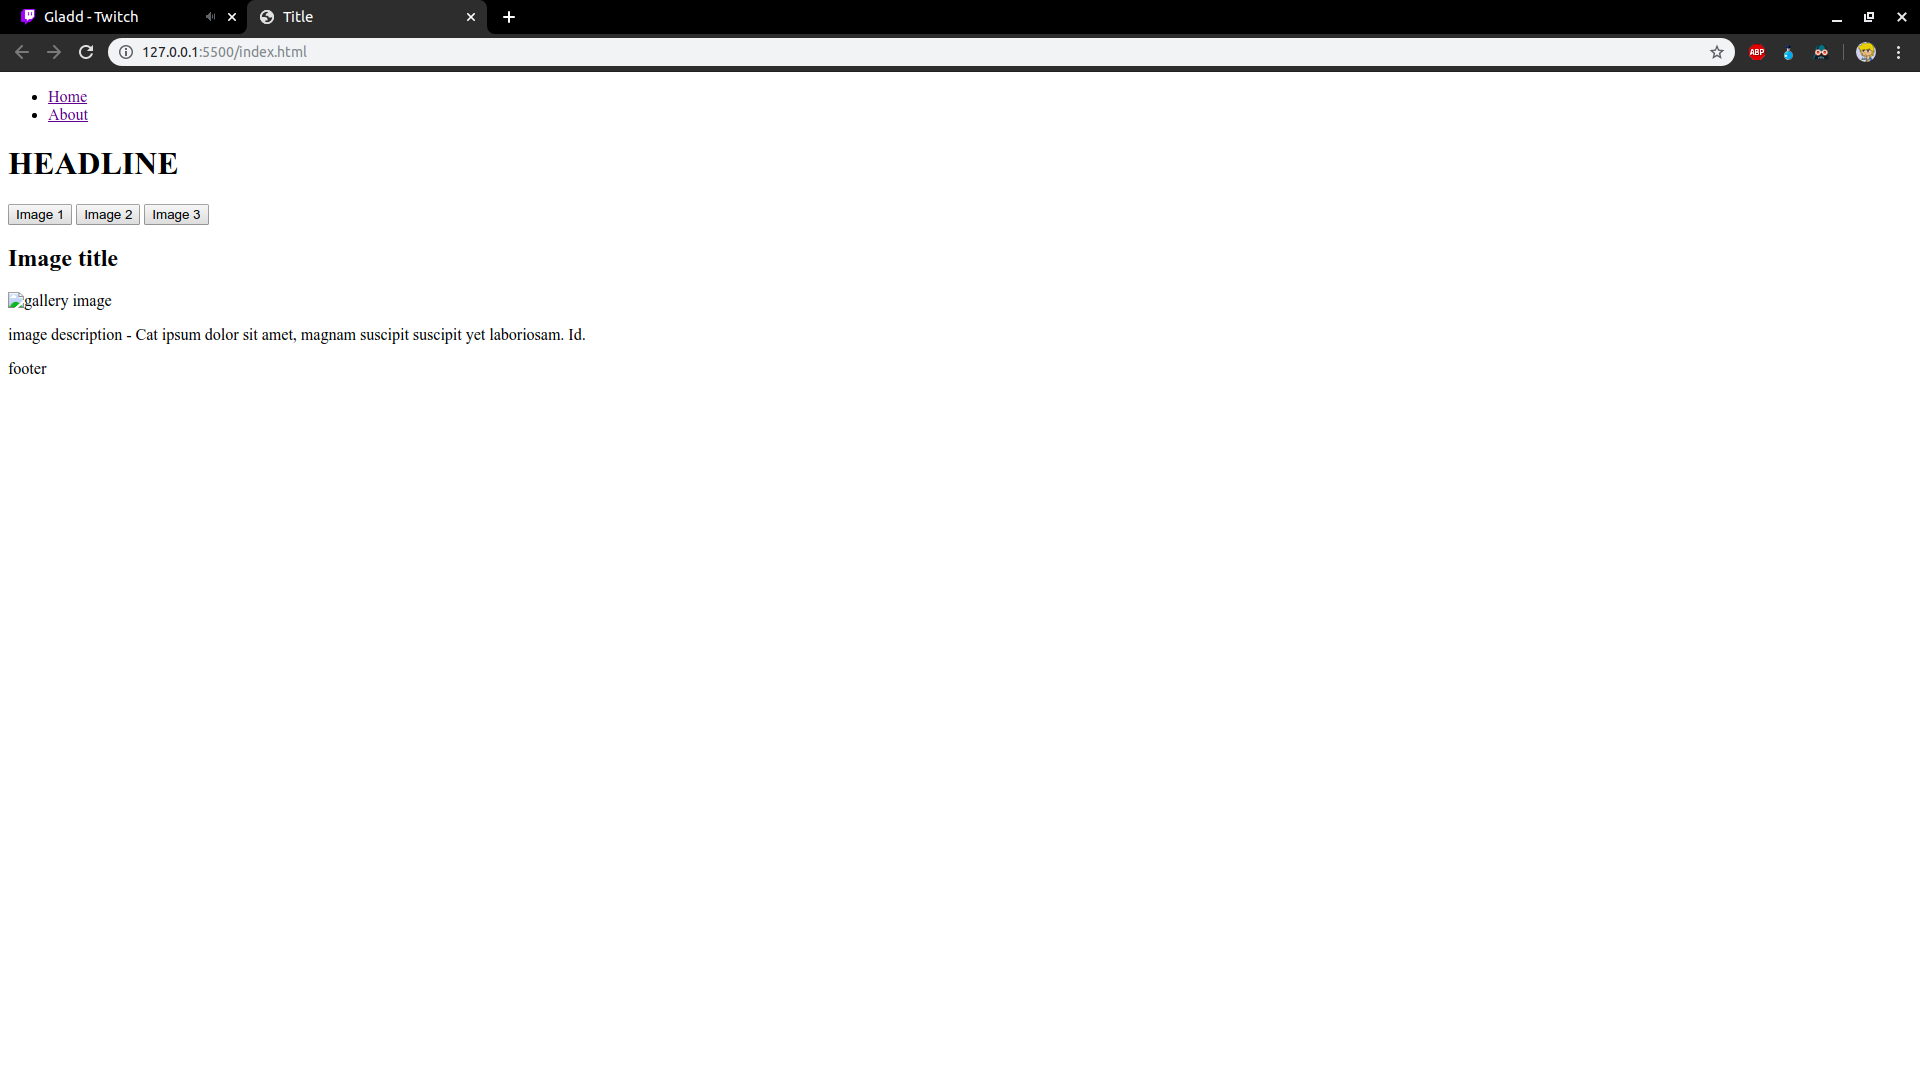 Gladd - Twitch
Title
127.0.0.1:5500/index.html
ABP
Home
About
HEADLINE
Image 1 Image 2 Image 3
Image title
gallery image
image description - Cat ipsum dolor sit amet, magnam suscipit suscipit yet laboriosam. Id.
footer